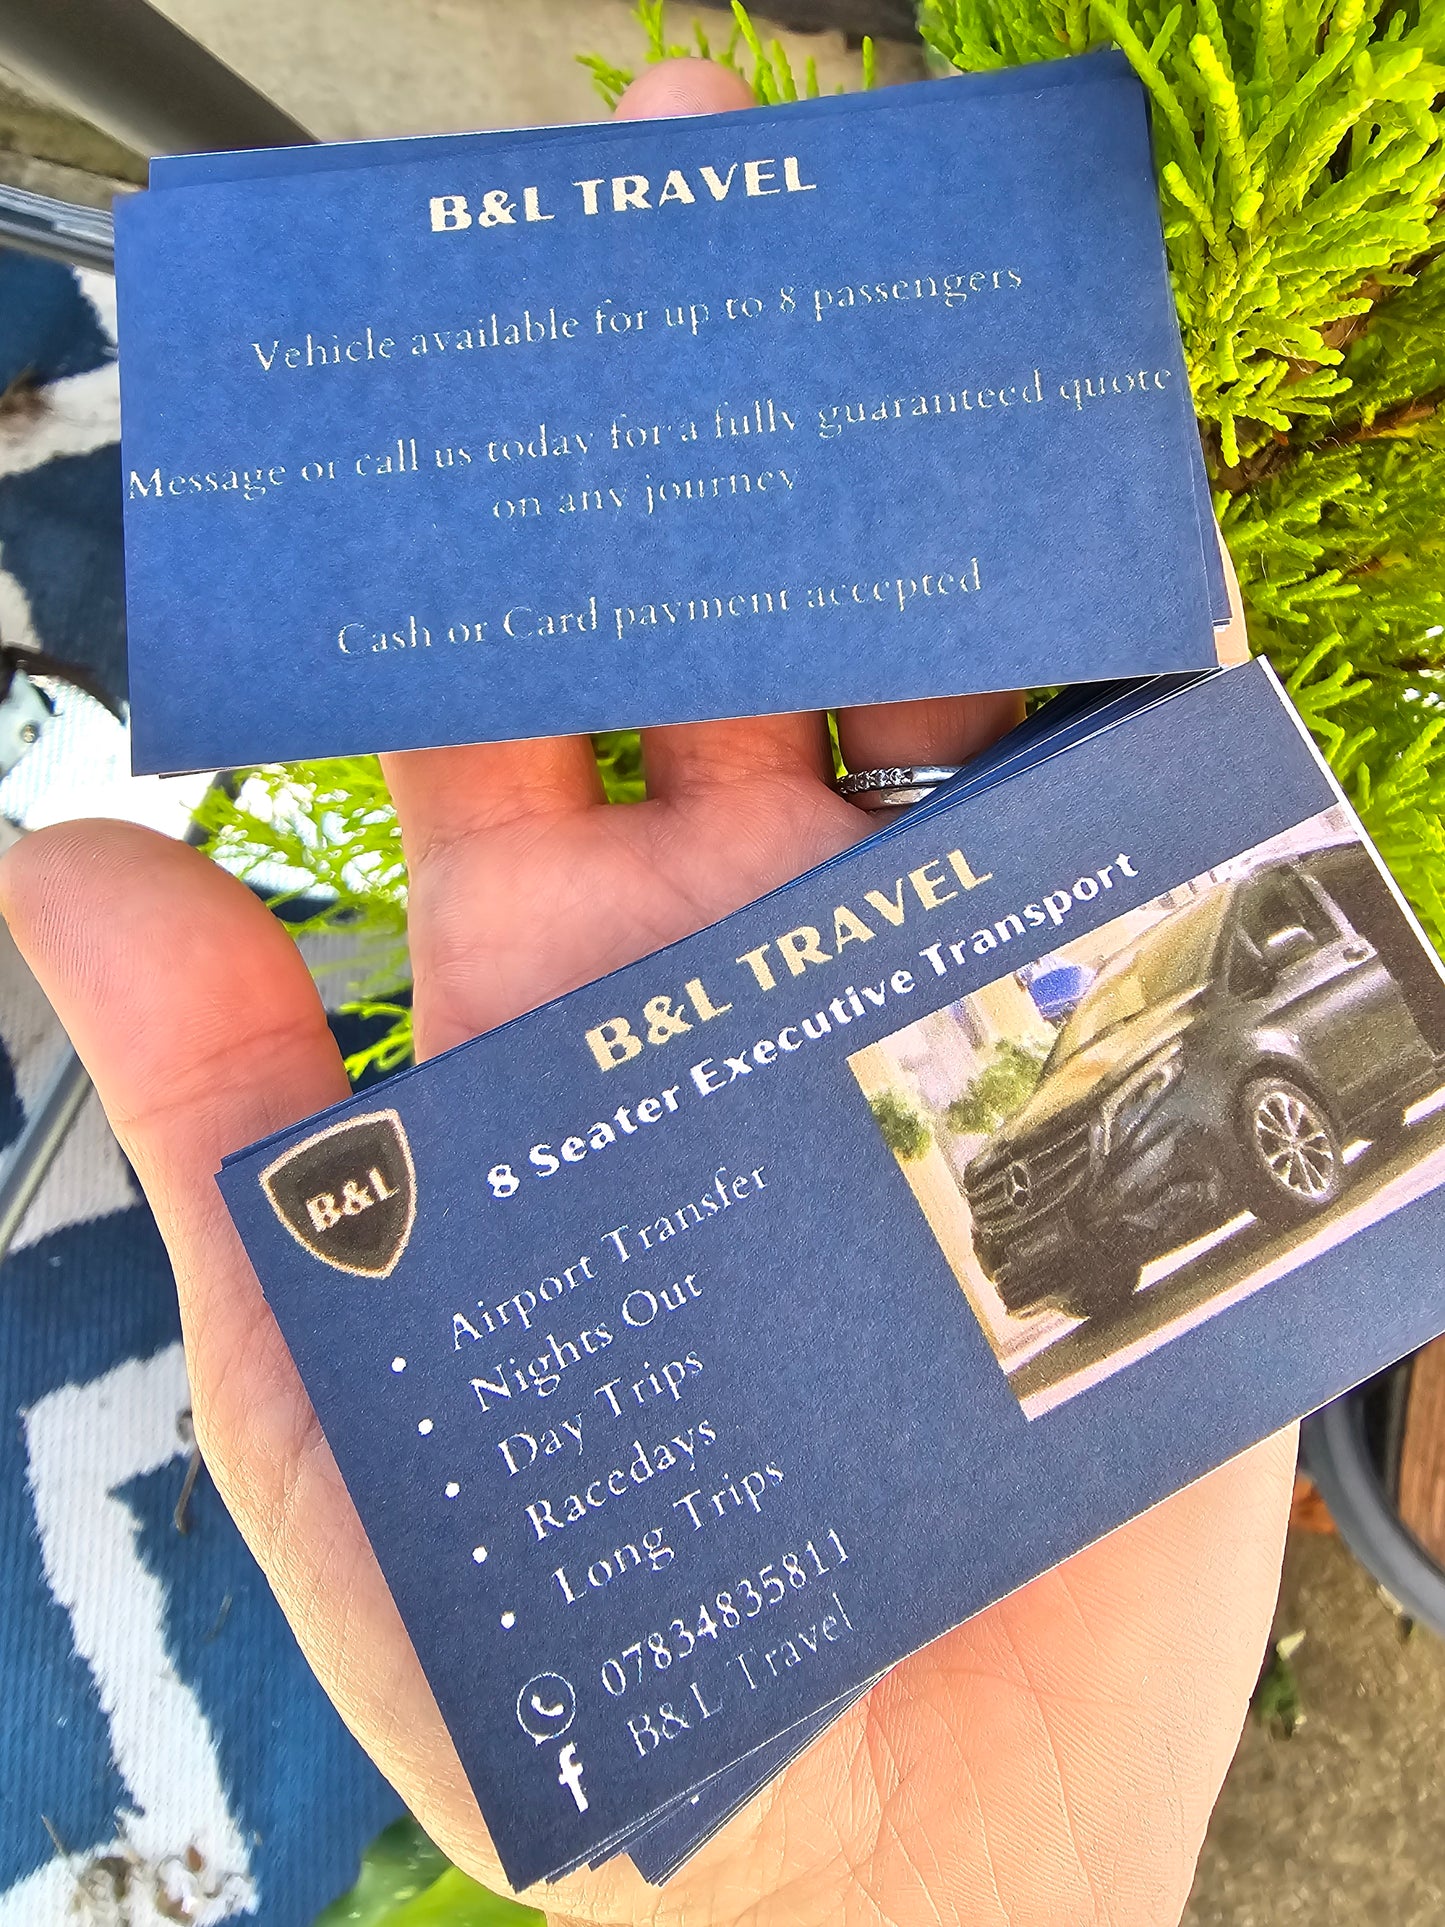 B&L TRAVEL
Vehicle available for up to 8 passengers
Message or call us today for a fully guaranteed quote
on any journey
Cash or Card payment accepted
B&L TRAVEL
8 Seater Executive Transport
B&L
• Airport Transfer
• Nights Out
• Day Trips
• Racedays
• Long Trips
07834835811
f B&L Travel